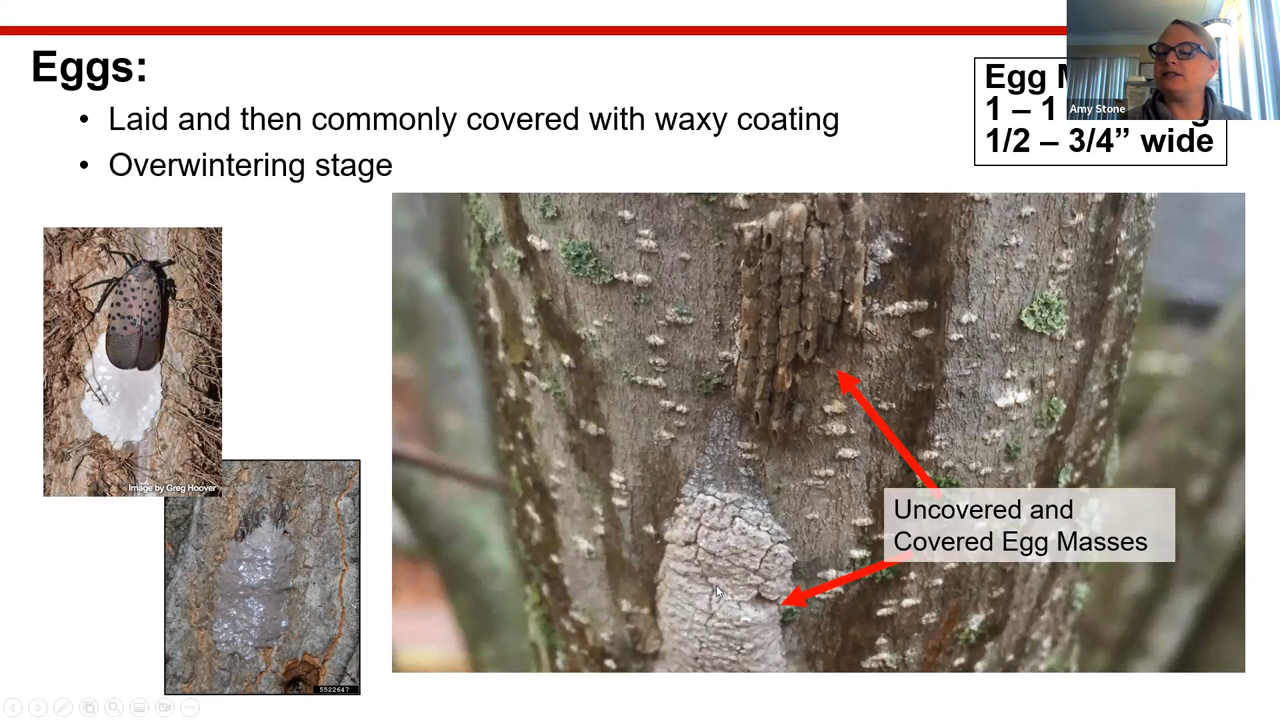 Eggs:
• Laid and then commonly covered with waxy coating
• Overwintering stage
Egg
1 – 1
1/2 – 3/4” wide
Amy Stone
Image by Greg Hoover
Uncovered and
Covered Egg Masses
5522647